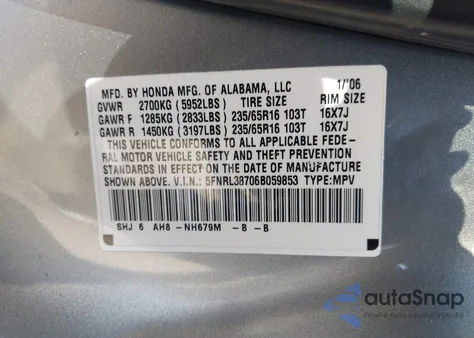 MFD. BY HONDA MFG. OF ALABAMA, LLC 1/'06
GVWR 2700KG (5952LBS) TIRE SIZE RIM SIZE
GAWR F 1285KG (2833LBS) 235/65R16 103T 16X7J
GAWR R 1450KG (3197LBS) 235/65R16 103T 16X7J
THIS VEHICLE CONFORMS TO ALL APPLICABLE FEDE-
RAL MOTOR VEHICLE SAFETY AND THEFT PREVENTION
STANDARDS IN EFFECT ON THE DATE OF MANUFACTURE
SHOWN ABOVE. V.I.N.: 5FNRL38706B059853 TYPE:MPV
SHJ 6 AH8 -NH679M -B -B
autoSnap